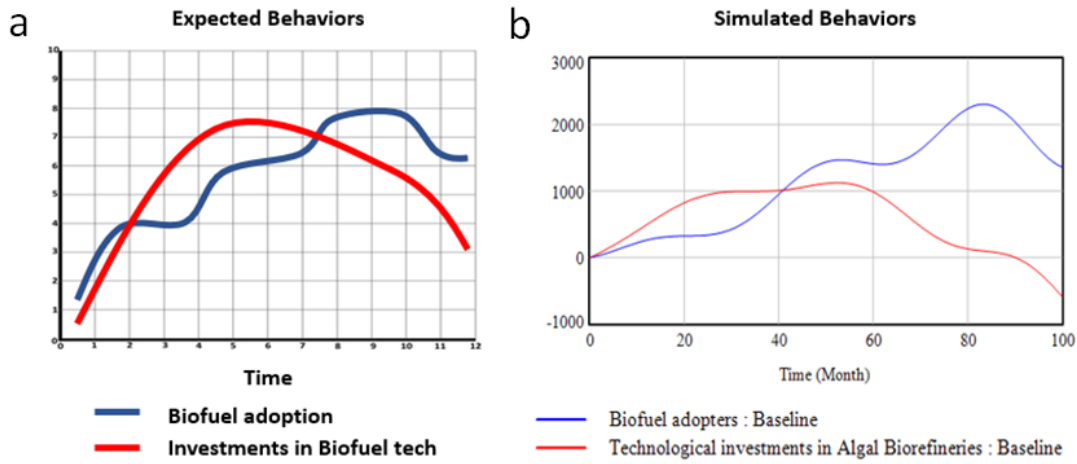 a
Expected Behaviors
10
9
8
7
6
5
4
3
2
1
0
0 1 2 3 4 5 6 7 8 9 10 11 12
Time
Biofuel adoption
Investments in Biofuel tech
b
Simulated Behaviors
3000
2000
1000
0
-1000
0 20 40 60 80 100
Time (Month)
Biofuel adopters : Baseline
Technological investments in Algal Biorefineries : Baseline